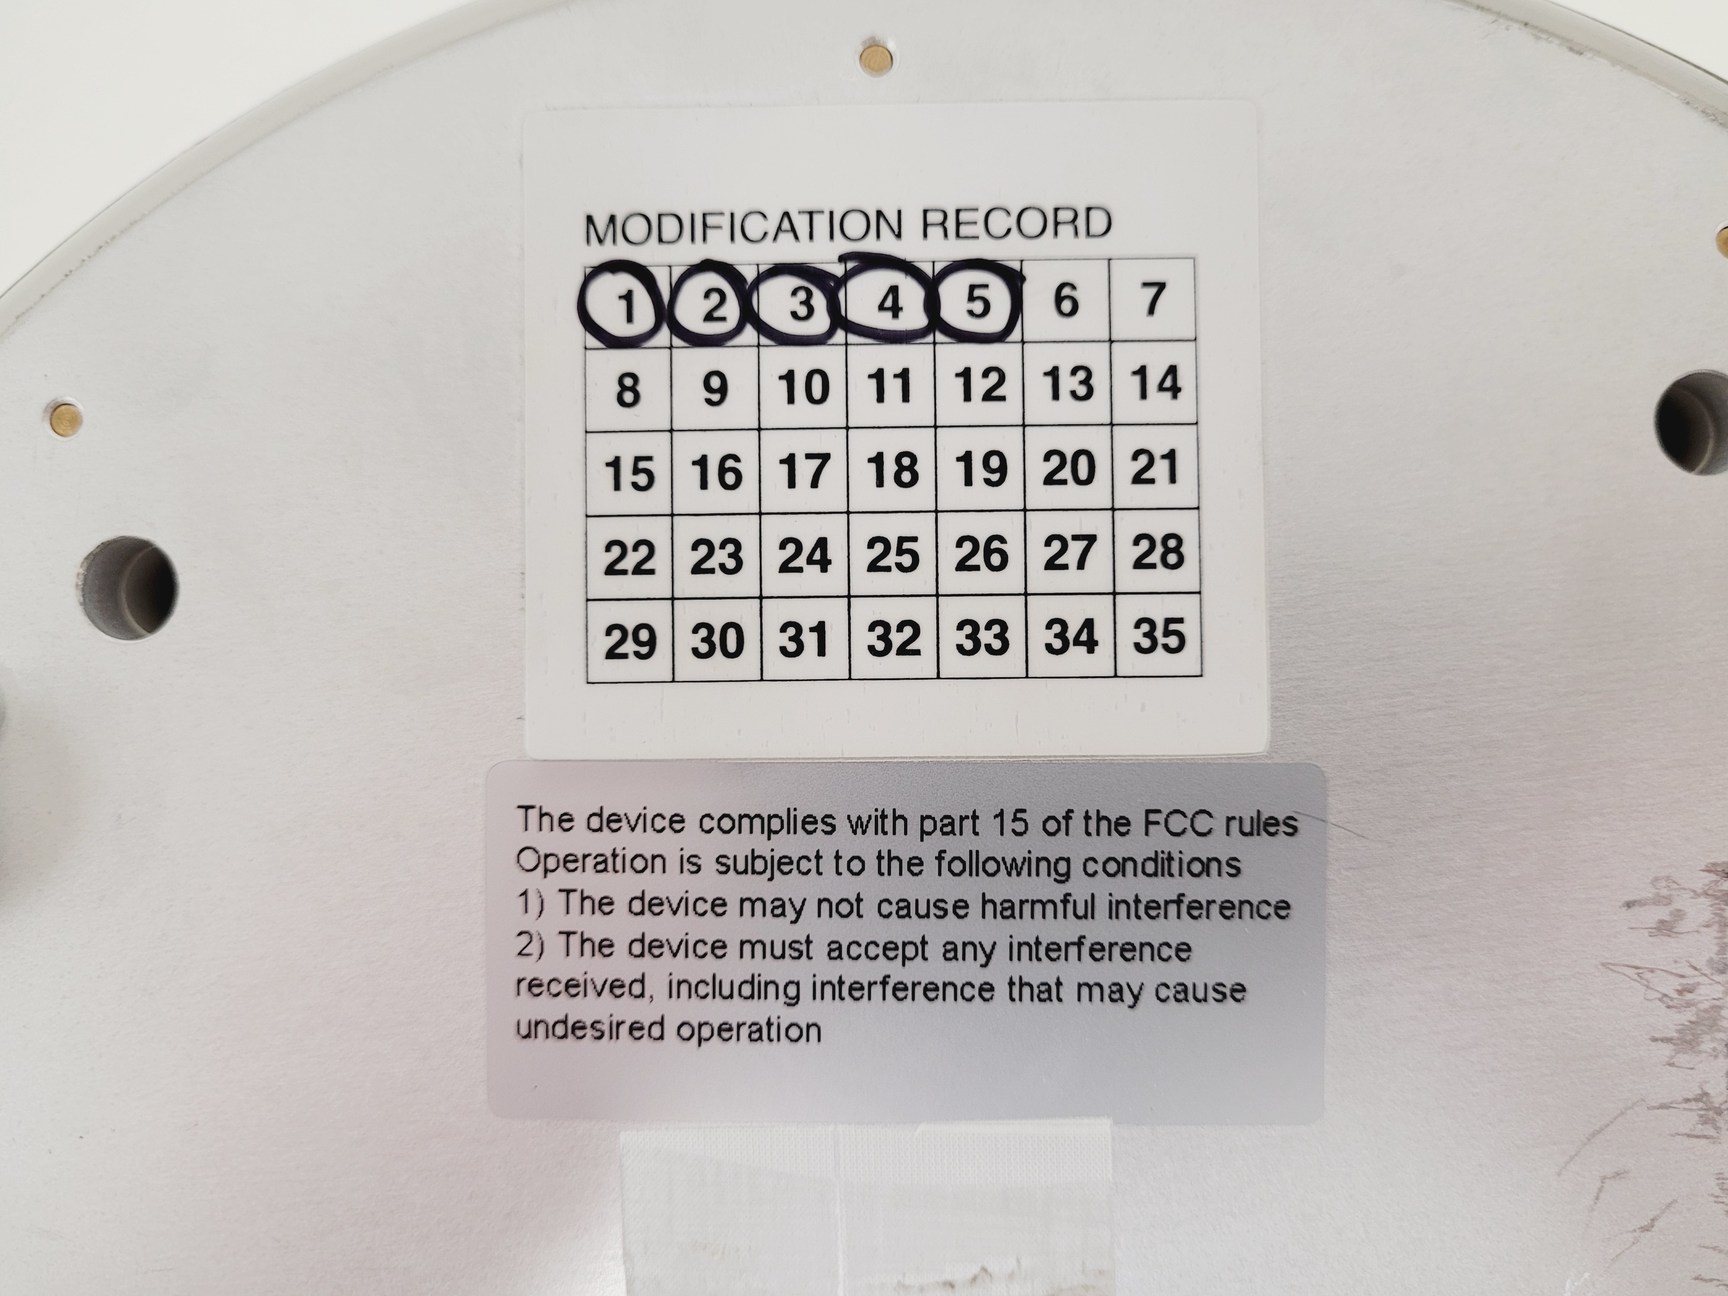 MODIFICATION RECORD
1 2 3 4 5 6 7
8 9 10 11 12 13 14
15 16 17 18 19 20 21
22 23 24 25 26 27 28
29 30 31 32 33 34 35
The device complies with part 15 of the FCC rules
Operation is subject to the following conditions
1) The device may not cause harmful interference
2) The device must accept any interference
received, including interference that may cause
undesired operation